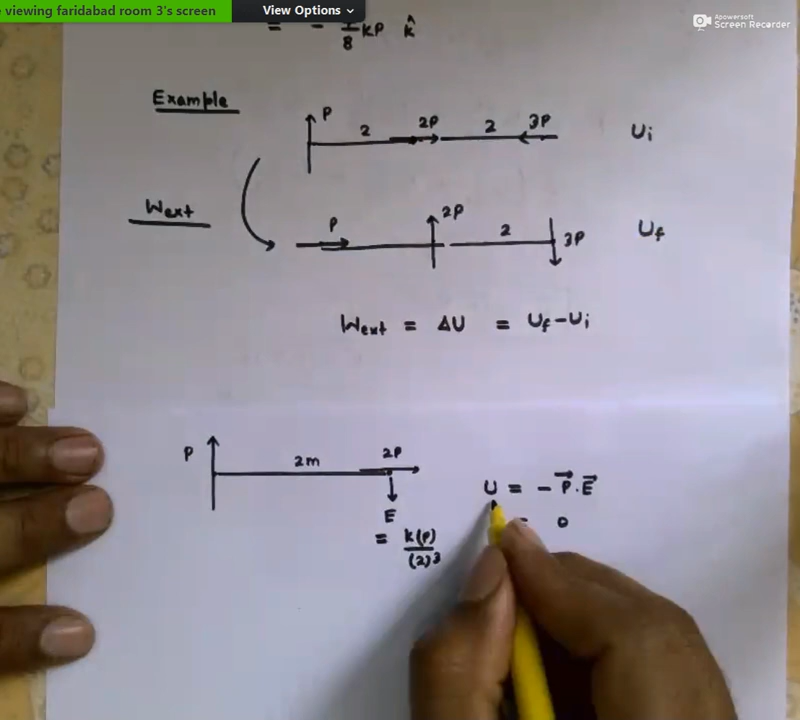 viewing faridabad room 3's screen View Options
Apowersoft
Screen Recorder
= - 1/8 KP k̂
Example
P 2 2P 2 3P Ui
Wext
P 2P 2 3P Uf
Wext = ΔU = Uf - Ui
P 2m 2P
E
U = - P⃗.E⃗
= 0
= k(P)/(2)³